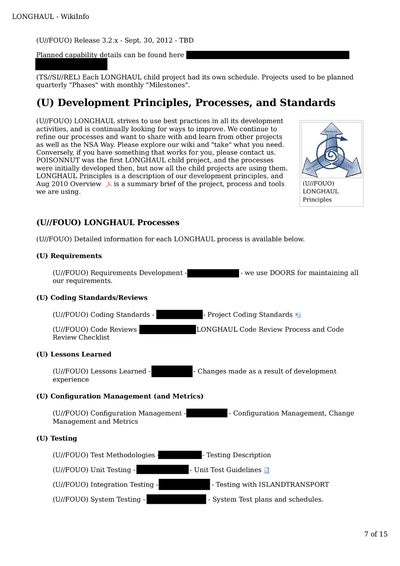 LONGHAUL - WikiInfo
(U//FOUO) Release 3.2.x - Sept. 30, 2012 - TBD
Planned capability details can be found here
(TS//SI//REL) Each LONGHAUL child project had its own schedule. Projects used to be planned
quarterly "Phases" with monthly "Milestones".
(U) Development Principles, Processes, and Standards
(U//FOUO) LONGHAUL strives to use best practices in all its development
activities, and is continually looking for ways to improve. We continue to
refine our processes and want to share with and learn from other projects
as well as the NSA Way. Please explore our wiki and "take" what you need.
Conversely, if you have something that works for you, please contact us.
POISONNUT was the first LONGHAUL child project, and the processes
were initially developed then, but now all the child projects are using them.
LONGHAUL Principles is a description of our development principles, and
Aug 2010 Overview is a summary brief of the project, process and tools
we are using.
(U//FOUO)
LONGHAUL
Principles
(U//FOUO) LONGHAUL Processes
(U//FOUO) Detailed information for each LONGHAUL process is available below.
(U) Requirements
(U//FOUO) Requirements Development - - we use DOORS for maintaining all
our requirements.
(U) Coding Standards/Reviews
(U//FOUO) Coding Standards - - Project Coding Standards
(U//FOUO) Code Reviews LONGHAUL Code Review Process and Code
Review Checklist
(U) Lessons Learned
(U//FOUO) Lessons Learned - - Changes made as a result of development
experience
(U) Configuration Management (and Metrics)
(U//FOUO) Configuration Management - - Configuration Management, Change
Management and Metrics
(U) Testing
(U//FOUO) Test Methodologies - - Testing Description
(U//FOUO) Unit Testing - - Unit Test Guidelines
(U//FOUO) Integration Testing - - Testing with ISLANDTRANSPORT
(U//FOUO) System Testing - - System Test plans and schedules.
7 of 15